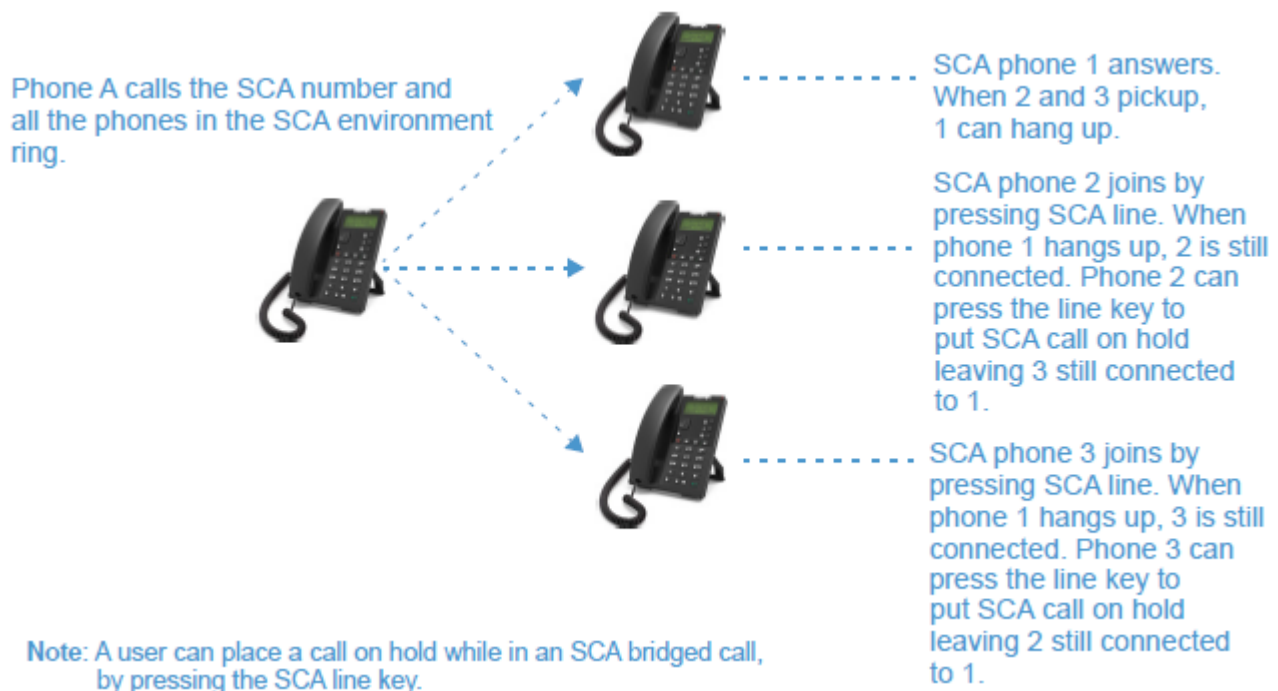 Phone A calls the SCA number and
all the phones in the SCA environment
ring.
SCA phone 1 answers.
When 2 and 3 pickup,
1 can hang up.
SCA phone 2 joins by
pressing SCA line. When
phone 1 hangs up, 2 is still
connected. Phone 2 can
press the line key to
put SCA call on hold
leaving 3 still connected
to 1.
SCA phone 3 joins by
pressing SCA line. When
phone 1 hangs up, 3 is still
connected. Phone 3 can
press the line key to
put SCA call on hold
leaving 2 still connected
to 1.
Note: A user can place a call on hold while in an SCA bridged call,
by pressing the SCA line key.